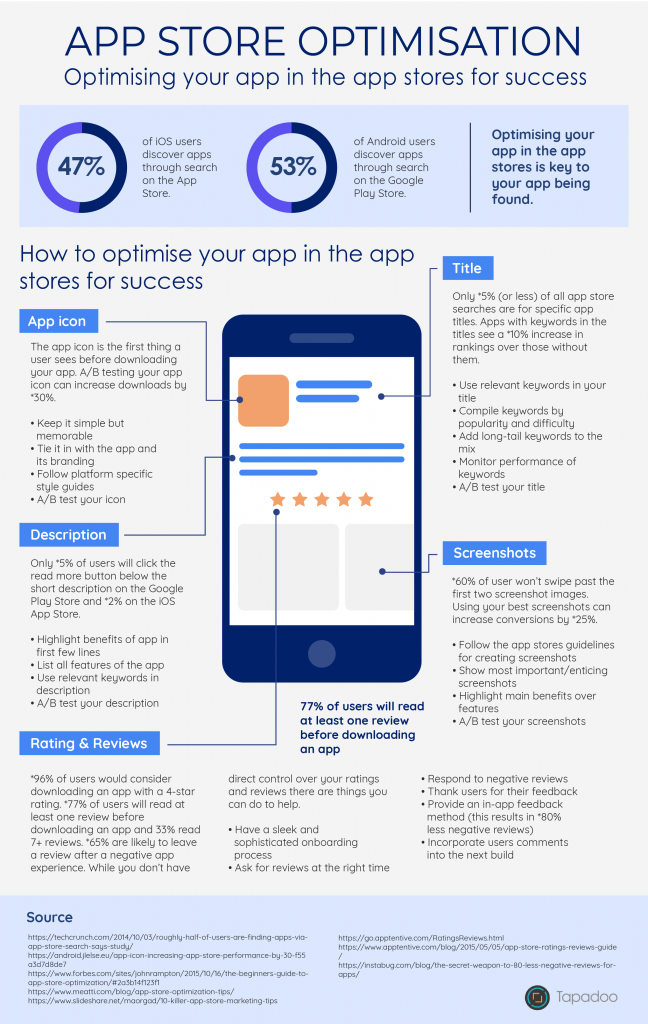 APP STORE OPTIMISATION
Optimising your app in the app stores for success
47%
of iOS users
discover apps
through search
on the App
Store.
53%
of Android users
discover apps
through search
on the Google
Play Store.
Optimising your
app in the app
stores is key to
your app being
found.
How to optimise your app in the app
stores for success
App icon
The app icon is the first thing a
user sees before downloading
your app. A/B testing your app
icon can increase downloads by
*30%.
• Keep it simple but
memorable
• Tie it in with the app and
its branding
• Follow platform specific
style guides
• A/B test your icon
Title
Only *5% (or less) of all app store
searches are for specific app
titles. Apps with keywords in the
titles see a *10% increase in
rankings over those without
them.
• Use relevant keywords in your
title
• Compile keywords by
popularity and difficulty
• Add long-tail keywords to the
mix
• Monitor performance of
keywords
• A/B test your title
Description
Only *5% of users will click the
read more button below the
short description on the Google
Play Store and *2% on the iOS
App Store.
• Highlight benefits of app in
first few lines
• List all features of the app
• Use relevant keywords in
description
• A/B test your description
Screenshots
*60% of user won't swipe past the
first two screenshot images.
Using your best screenshots can
increase conversions by *25%.
• Follow the app stores guidelines
for creating screenshots
• Show most important/enticing
screenshots
• Highlight main benefits over
features
• A/B test your screenshots
77% of users will read
at least one review
before downloading
an app
Rating & Reviews
*96% of users would consider
downloading an app with a 4-star
rating. *77% of users will read at
least one review before
downloading an app and 33% read
7+ reviews. *65% are likely to leave
a review after a negative app
experience. While you don't have
direct control over your ratings
and reviews there are things you
can do to help.
• Have a sleek and
sophisticated onboarding
process
• Ask for reviews at the right time
• Respond to negative reviews
• Thank users for their feedback
• Provide an in-app feedback
method (this results in *80%
less negative reviews)
• Incorporate users comments
into the next build
Source
https://techcrunch.com/2014/10/03/roughly-half-of-users-are-finding-apps-via-
app-store-search-says-study/
https://android.jlelse.eu/app-icon-increasing-app-store-performance-by-30-f55
a3d7d8de7
https://www.forbes.com/sites/johnrampton/2015/10/16/the-beginners-guide-to-
app-store-optimization/#2a3b14f123f1
https://www.meatti.com/blog/app-store-optimization-tips/
https://www.slideshare.net/maorgad/10-killer-app-store-marketing-tips
https://go.apptentive.com/RatingsReviews.html
https://www.apptentive.com/blog/2015/05/05/app-store-ratings-reviews-guide
/
https://instabug.com/blog/the-secret-weapon-to-80-less-negative-reviews-for-
apps/
Tapadoo